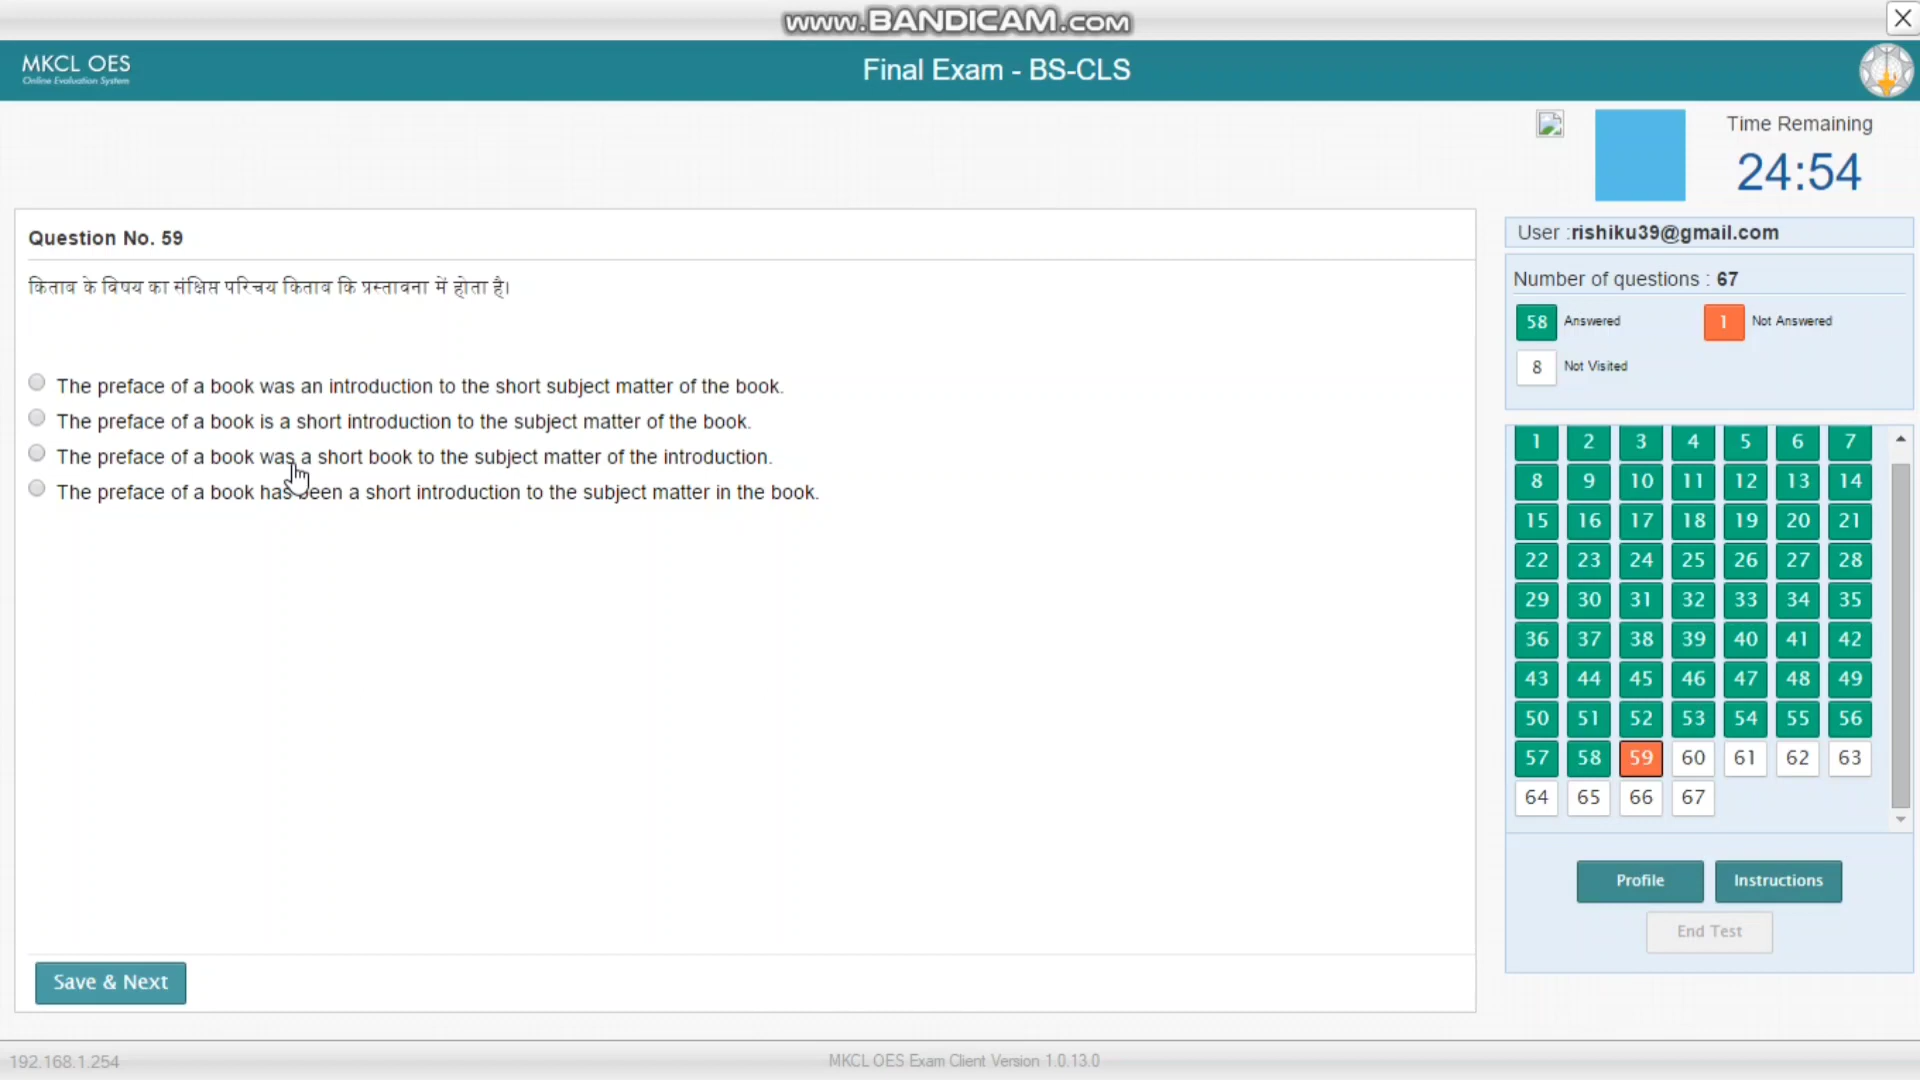 www.BANDICAM.com
MKCL OES
Online Evaluation System
Final Exam - BS-CLS
Time Remaining
24:54
Question No. 59
किताब के विषय का संक्षिप्त परिचय किताब कि प्रस्तावना में होता है।
The preface of a book was an introduction to the short subject matter of the book.
The preface of a book is a short introduction to the subject matter of the book.
The preface of a book was a short book to the subject matter of the introduction.
The preface of a book has been a short introduction to the subject matter in the book.
Save & Next
User :rishiku39@gmail.com
Number of questions : 67
58 Answered 1 Not Answered
8 Not Visited
1 2 3 4 5 6 7
8 9 10 11 12 13 14
15 16 17 18 19 20 21
22 23 24 25 26 27 28
29 30 31 32 33 34 35
36 37 38 39 40 41 42
43 44 45 46 47 48 49
50 51 52 53 54 55 56
57 58 59 60 61 62 63
64 65 66 67
Profile Instructions
End Test
192.168.1.254
MKCL OES Exam Client Version 1.0.13.0